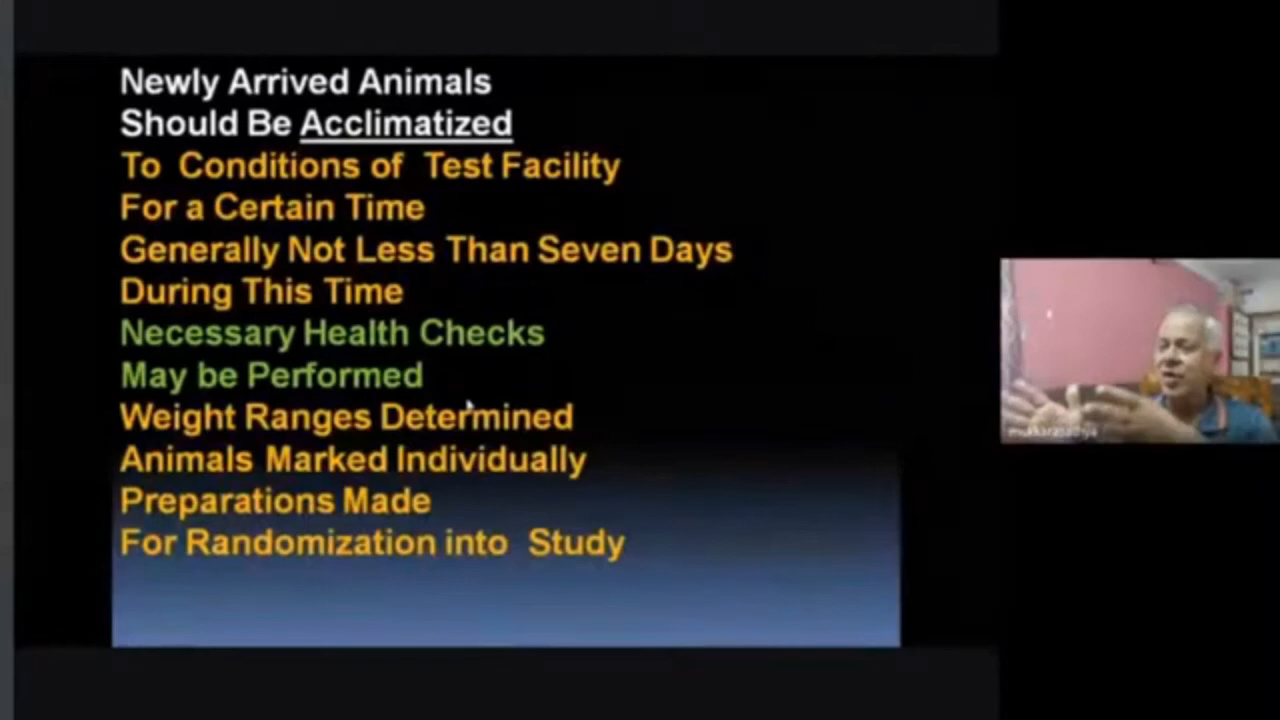 Newly Arrived Animals
Should Be Acclimatized
To Conditions of Test Facility
For a Certain Time
Generally Not Less Than Seven Days
During This Time
Necessary Health Checks
May be Performed
Weight Ranges Determined
Animals Marked Individually
Preparations Made
For Randomization into Study